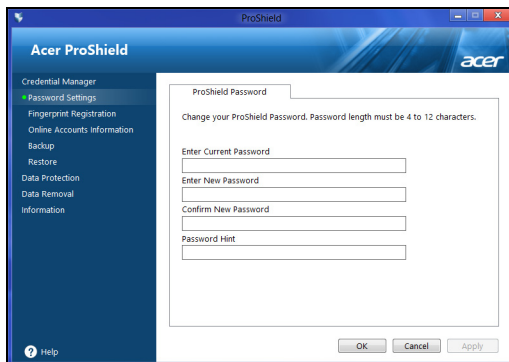 ProShield
Acer ProShield
acer
Credential Manager
Password Settings
Fingerprint Registration
Online Accounts Information
Backup
Restore
Data Protection
Data Removal
Information
Help
ProShield Password
Change your ProShield Password. Password length must be 4 to 12 characters.
Enter Current Password
Enter New Password
Confirm New Password
Password Hint
OK
Cancel
Apply